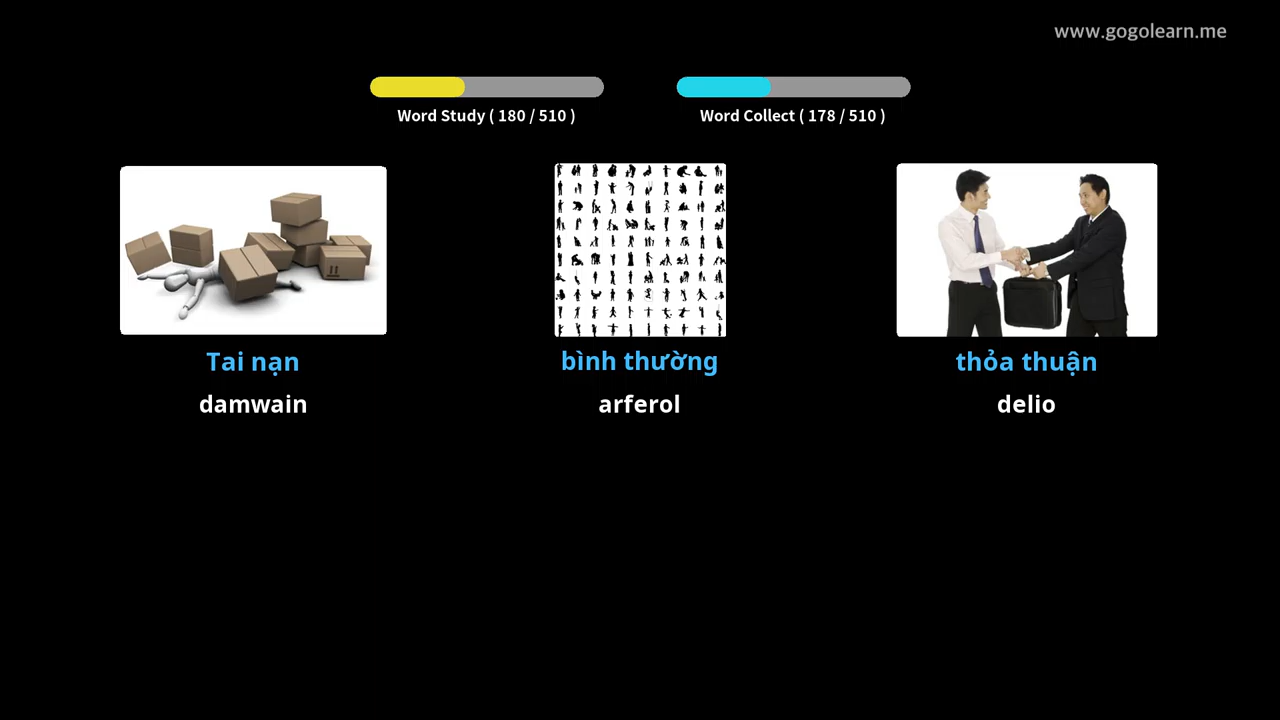 www.gogolearn.me
Word Study ( 180 / 510 )
Word Collect ( 178 / 510 )
Tai nạn
bình thường
thỏa thuận
damwain
arferol
delio